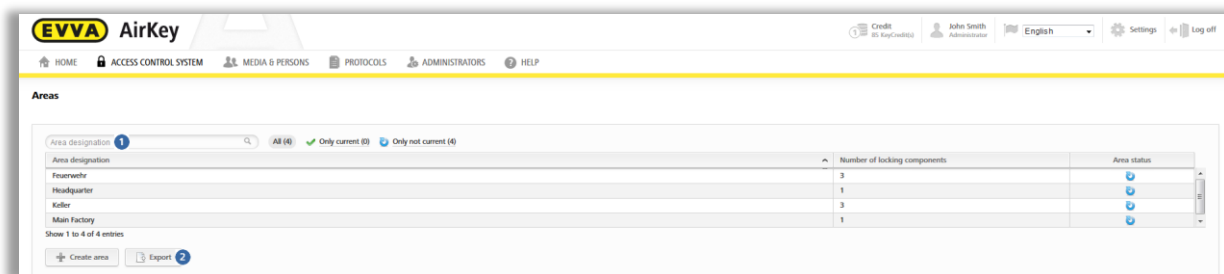 EVVA AirKey
1 Credit 85 KeyCredit(s) John Smith Administrator English Settings Log off
HOME ACCESS CONTROL SYSTEM MEDIA & PERSONS PROTOCOLS ADMINISTRATORS HELP
Areas
Area designation 1 All (4) Only current (0) Only not current (4)
Area designation Number of locking components Area status
Feuerwehr 3
Headquarter 1
Keller 3
Main Factory 1
Show 1 to 4 of 4 entries
Create area Export 2